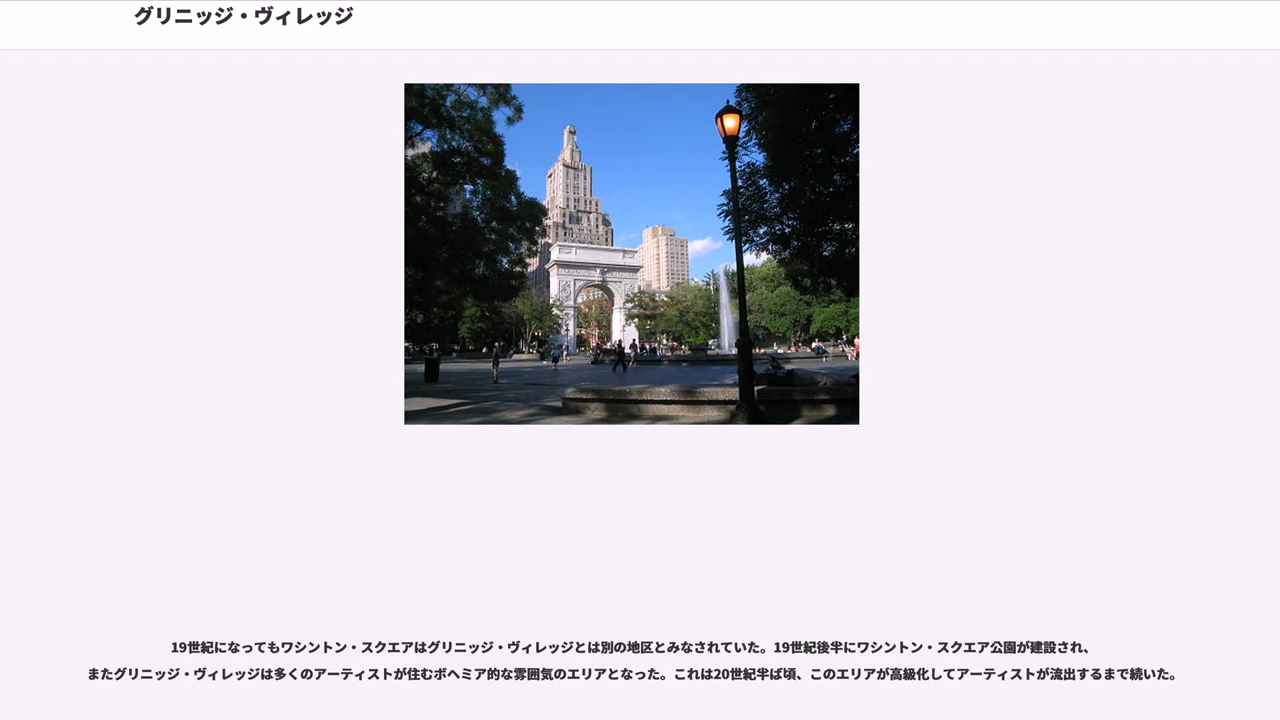 グリニッジ・ヴィレッジ
19世紀になってもワシントン・スクエアはグリニッジ・ヴィレッジとは別の地区とみなされていた。19世紀後半にワシントン・スクエア公園が建設され、
またグリニッジ・ヴィレッジは多くのアーティストが住むボヘミア的な雰囲気のエリアとなった。これは20世紀半ば頃、このエリアが高級化してアーティストが流出するまで続いた。